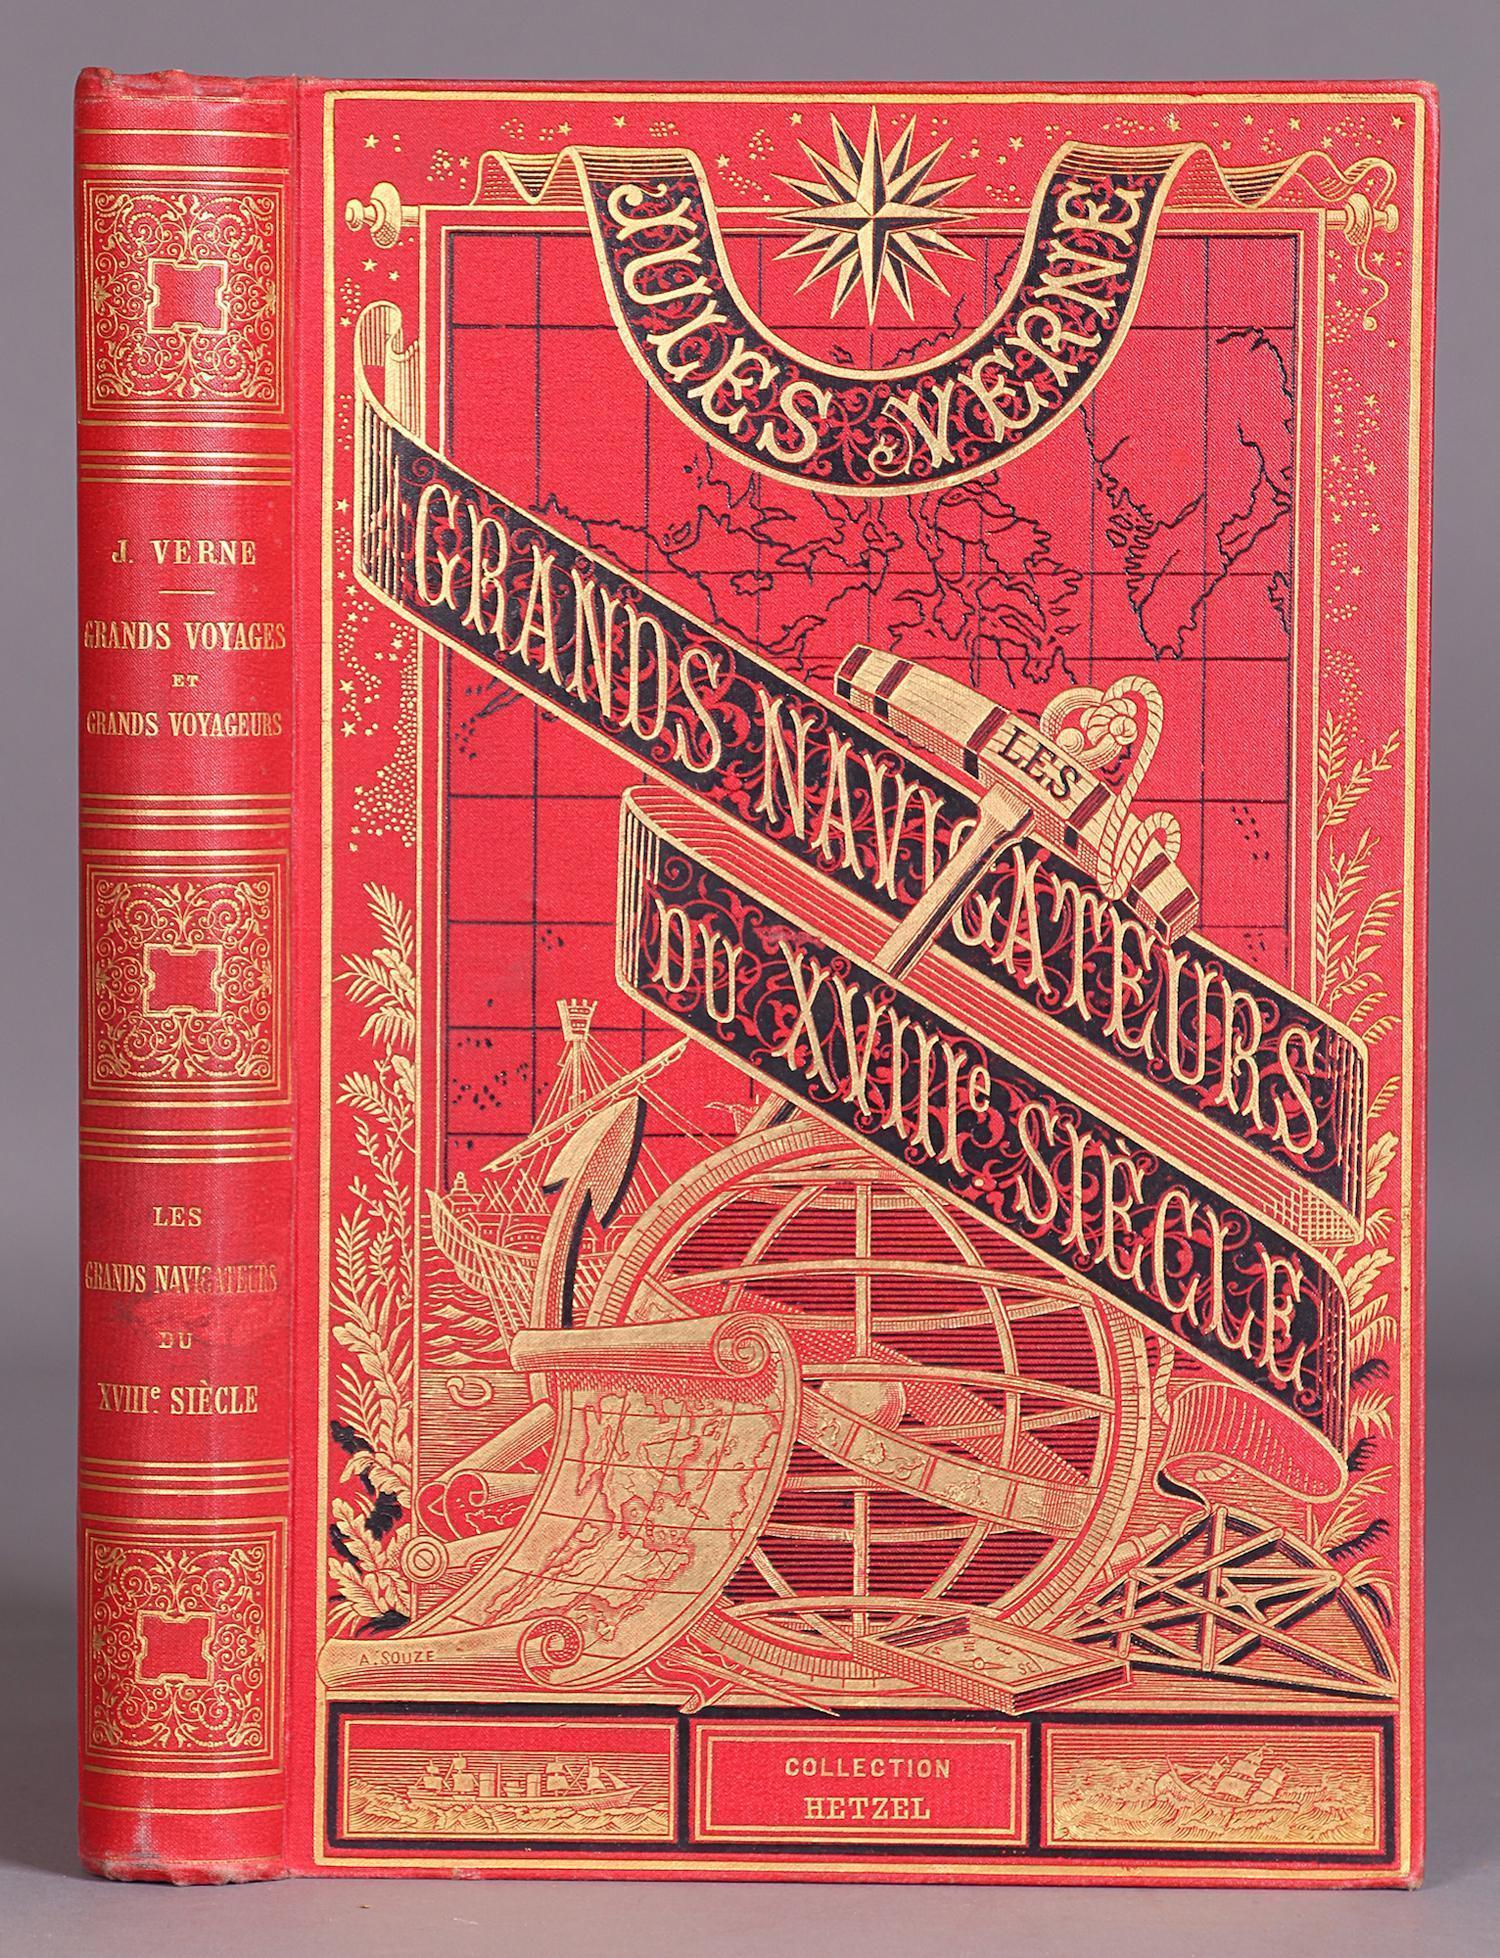 J. VERNE
GRANDS VOYAGES
ET
GRANDS VOYAGEURS
LES
GRANDS NAVIGATEURS
DU
XVIIIe SIÈCLE
JULES VERNE
LES
GRANDS NAVIGATEURS
DU XVIIIe SIÈCLE
A. SOUZE
COLLECTION
HETZEL